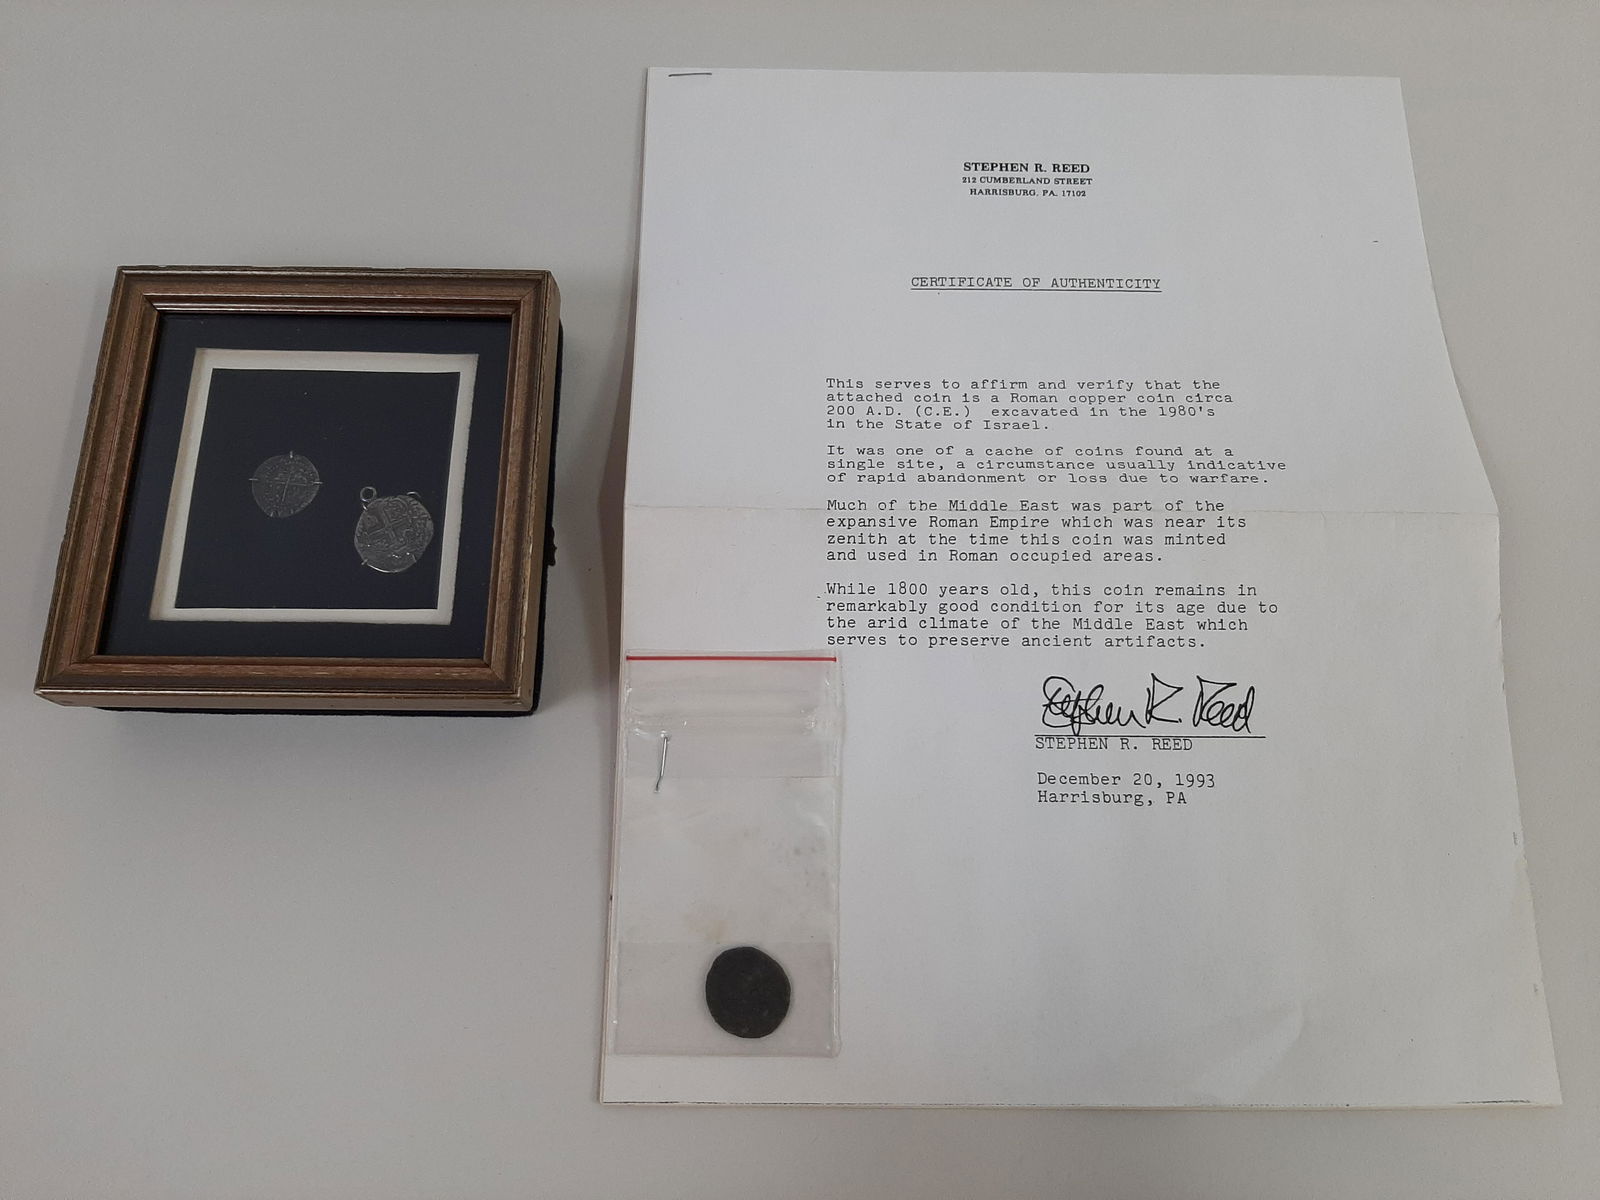 STEPHEN R. REED
212 CUMBERLAND STREET
HARRISBURG, PA. 17102
CERTIFICATE OF AUTHENTICITY
This serves to affirm and verify that the
attached coin is a Roman copper coin circa
200 A.D. (C.E.) excavated in the 1980's
in the State of Israel.
It was one of a cache of coins found at a
single site, a circumstance usually indicative
of rapid abandonment or loss due to warfare.
Much of the Middle East was part of the
expansive Roman Empire which was near its
zenith at the time this coin was minted
and used in Roman occupied areas.
While 1800 years old, this coin remains in
remarkably good condition for its age due to
the arid climate of the Middle East which
serves to preserve ancient artifacts.
Stephen R. Reed
STEPHEN R. REED
December 20, 1993
Harrisburg, PA